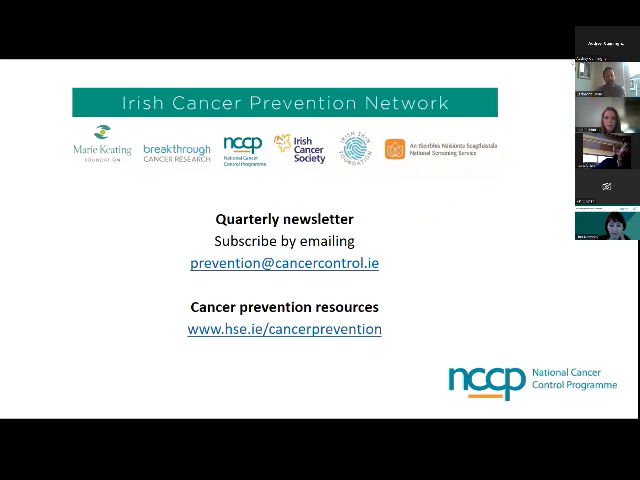 Irish Cancer Prevention Network
Marie Keating
FOUNDATION
breakthrough
CANCER RESEARCH
nccp
National Cancer
Control Programme
Irish
Cancer
Society
IRISH SKIN
FOUNDATION
An tSeirbhís Náisiúnta Scagthástála
National Screening Service
Quarterly newsletter
Subscribe by emailing
prevention@cancercontrol.ie
Cancer prevention resources
www.hse.ie/cancerprevention
nccp
National Cancer
Control Programme